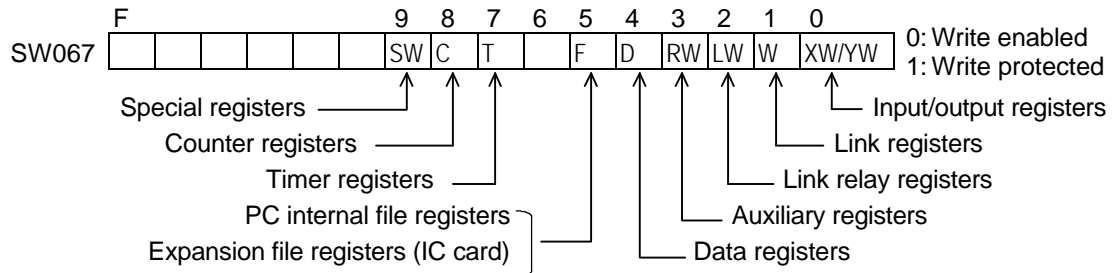 F 9 8 7 6 5 4 3 2 1 0
SW067 SW C T F D RW LW W XW/YW
0: Write enabled
1: Write protected
Special registers
Input/output registers
Counter registers
Link registers
Timer registers
Link relay registers
PC internal file registers
Auxiliary registers
Expansion file registers (IC card)
Data registers